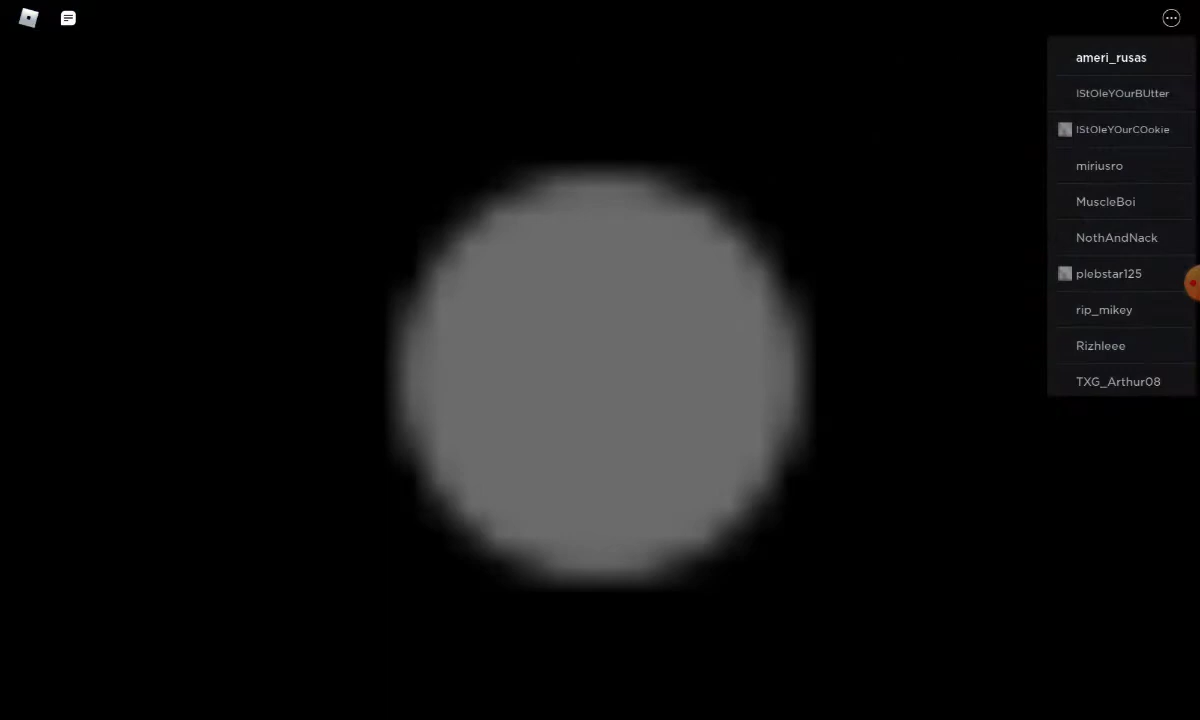 ameri_rusas
IStOleYOurBUtter
IStOleYOurCOokie
miriusro
MuscleBoi
NothAndNack
plebstar125
rip_mikey
Rizhleee
TXG_Arthur08